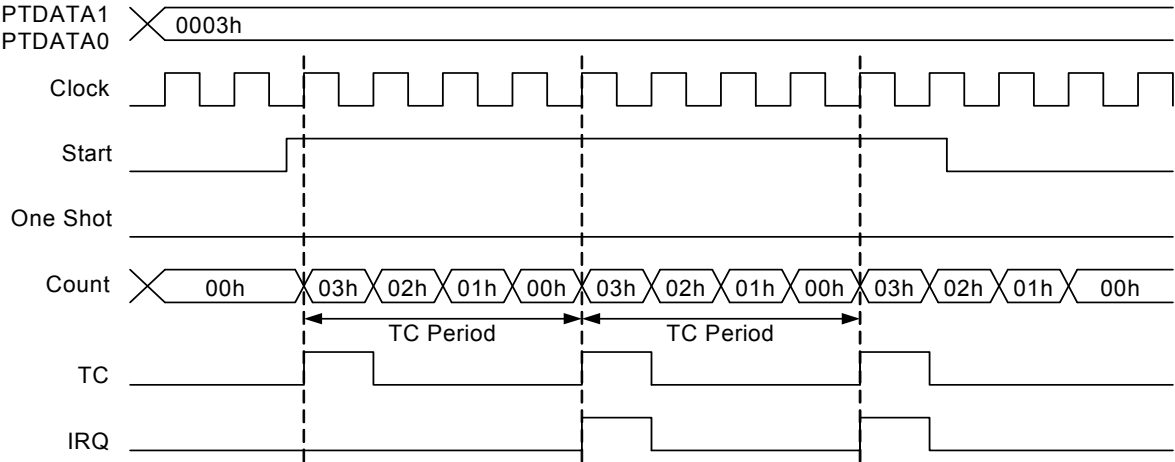 PTDATA1
PTDATA0
0003h
Clock
Start
One Shot
Count
00h 03h 02h 01h 00h 03h 02h 01h 00h 03h 02h 01h 00h
TC Period TC Period
TC
IRQ